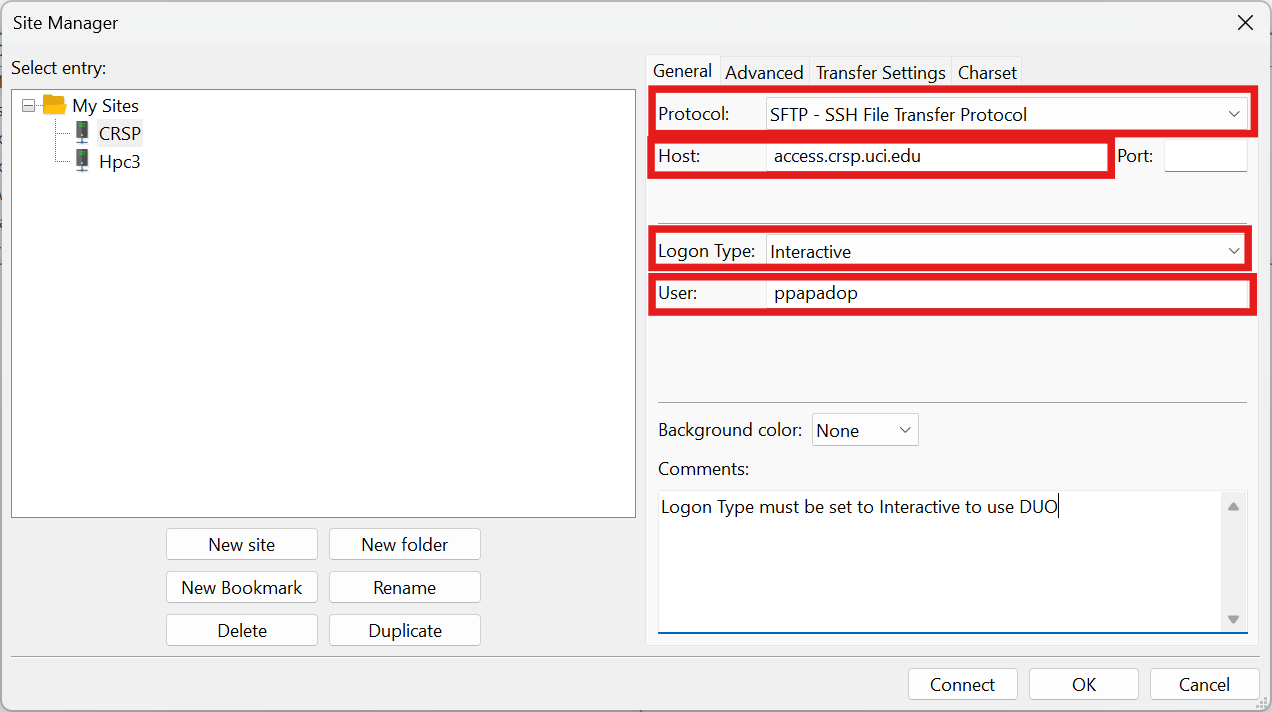 Site Manager
Select entry:
My Sites
CRSP
Hpc3
New site
New folder
New Bookmark
Rename
Delete
Duplicate
General
Advanced
Transfer Settings
Charset
Protocol:
SFTP - SSH File Transfer Protocol
Host:
access.crsp.uci.edu
Port:
Logon Type:
Interactive
User:
ppapadop
Background color:
None
Comments:
Logon Type must be set to Interactive to use DUO
Connect
OK
Cancel